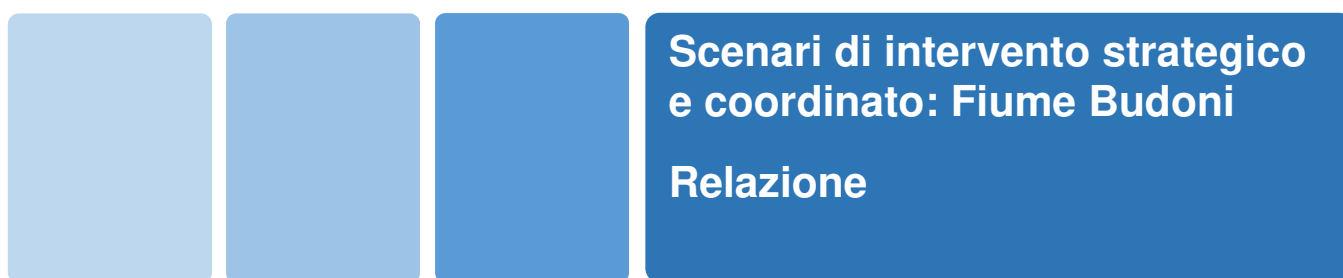 Scenari di intervento strategico
e coordinato: Fiume Budoni
Relazione